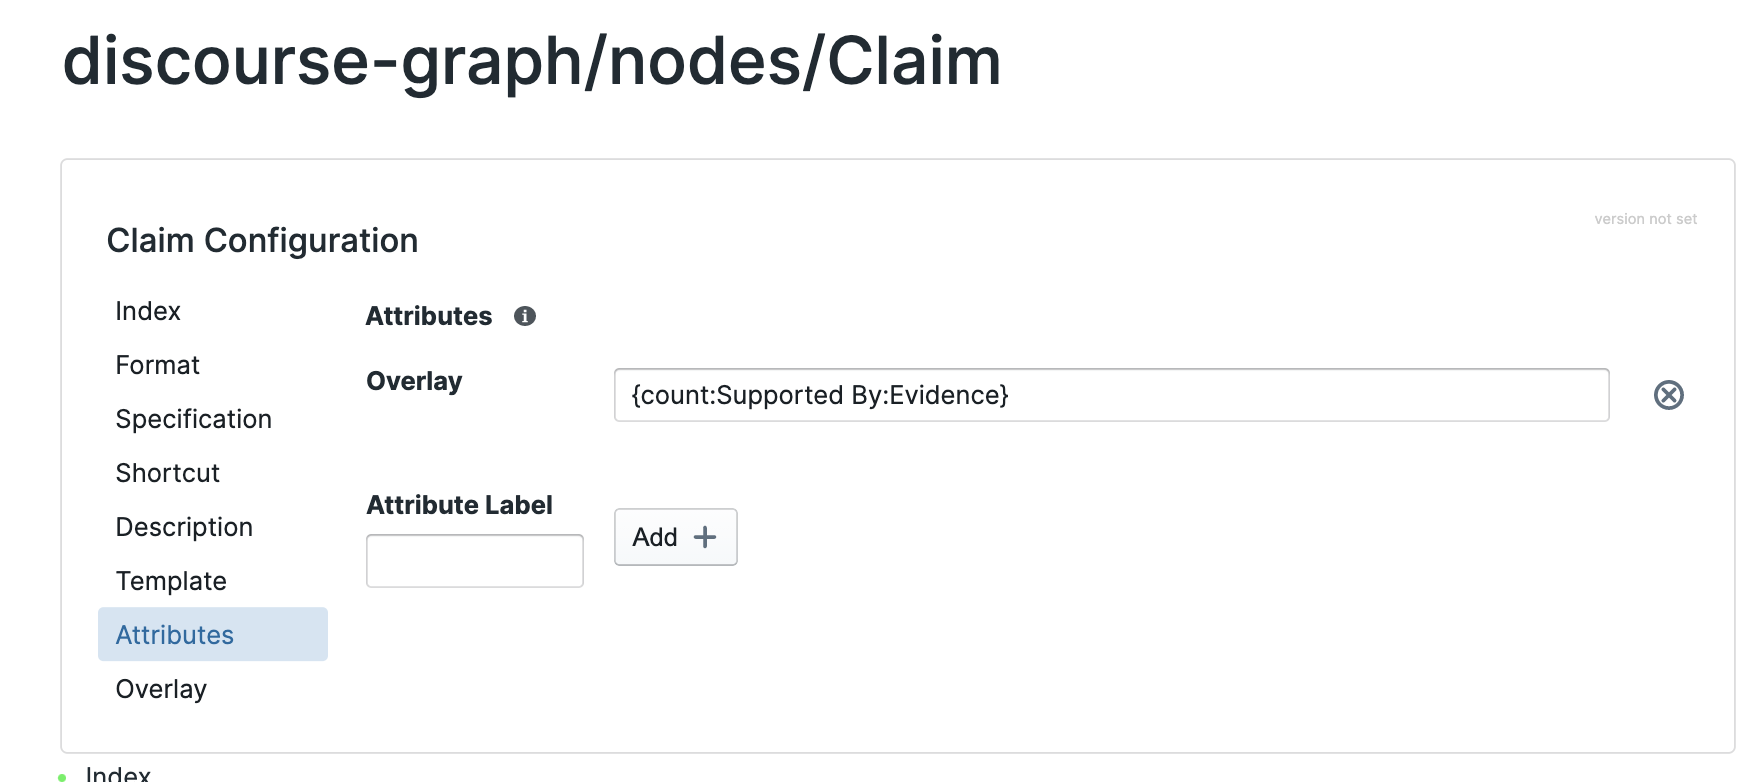 discourse-graph/nodes/Claim
version not set
Claim Configuration
Index
Format
Specification
Shortcut
Description
Template
Attributes
Overlay
Attributes
Overlay
{count:Supported By:Evidence}
Attribute Label
Add
Index